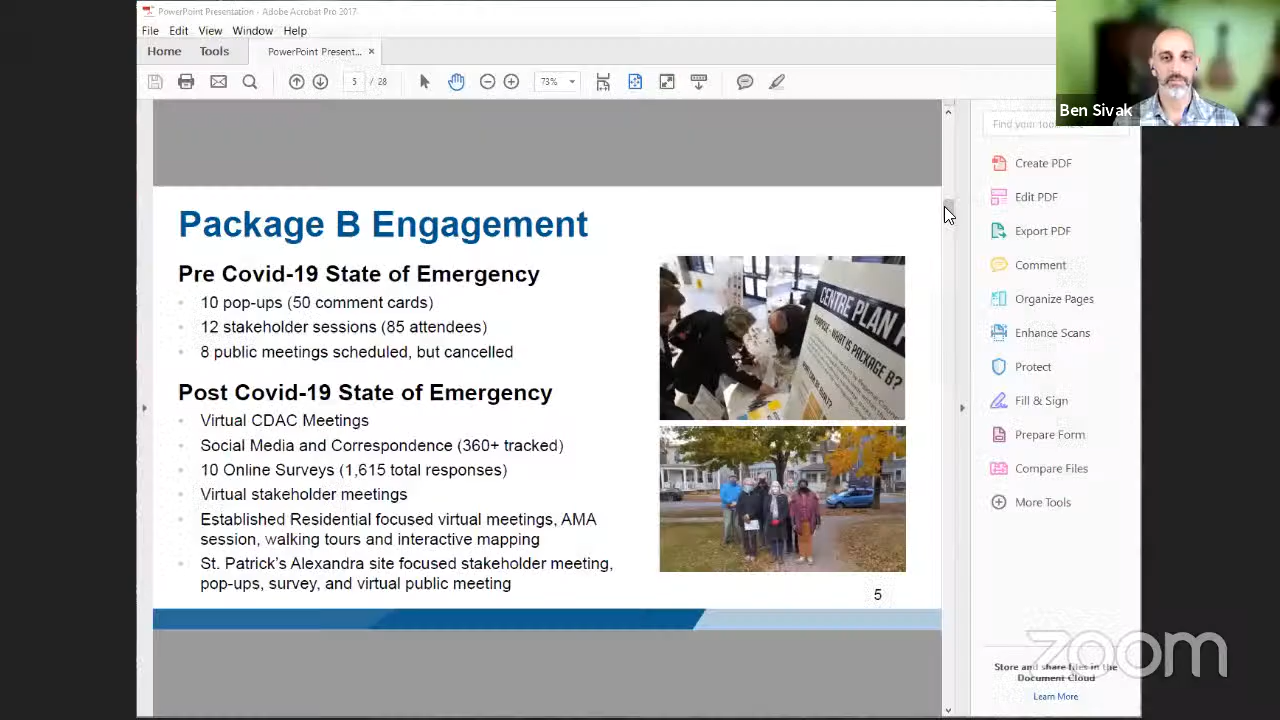 PowerPoint Presentation - Adobe Acrobat Pro 2017
File Edit View Window Help
Home Tools PowerPoint Present... ×
5 / 28 73%
Ben Sivak
Package B Engagement
Pre Covid-19 State of Emergency
10 pop-ups (50 comment cards)
12 stakeholder sessions (85 attendees)
8 public meetings scheduled, but cancelled
Post Covid-19 State of Emergency
Virtual CDAC Meetings
Social Media and Correspondence (360+ tracked)
10 Online Surveys (1,615 total responses)
Virtual stakeholder meetings
Established Residential focused virtual meetings, AMA
session, walking tours and interactive mapping
St. Patrick's Alexandra site focused stakeholder meeting,
pop-ups, survey, and virtual public meeting
CENTRE PLAN
PURPOSE - WHAT IS PACKAGE B?
5
Find your tools
Create PDF
Edit PDF
Export PDF
Comment
Organize Pages
Enhance Scans
Protect
Fill & Sign
Prepare Form
Compare Files
More Tools
Store and share files in the
Document Cloud
Learn More
zoom